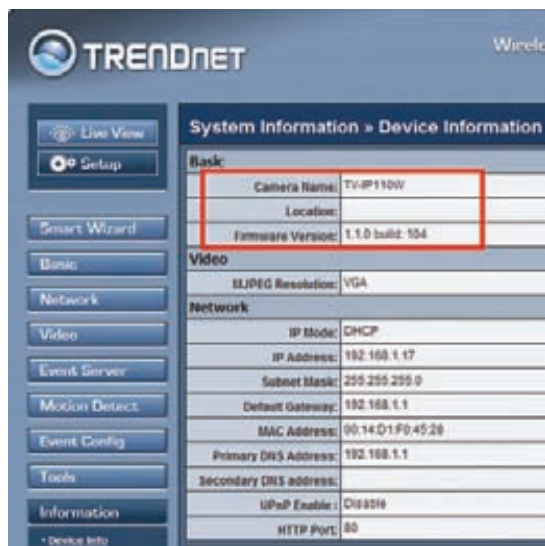 TRENDnet
Live View
Setup
Smart Wizard
Basic
Network
Video
Event Server
Motion Detect
Event Config
Tools
Information
• Device Info
System Information » Device Information
Basic
Camera Name: TV-IP110W
Location:
Firmware Version: 1.1.0 build: 104
Video
MJPEG Resolution: VGA
Network
IP Mode: DHCP
IP Address: 192.168.1.17
Subnet Mask: 255.255.255.0
Default Gateway: 192.168.1.1
MAC Address: 00:14:D1:F0:45:28
Primary DNS Address: 192.168.1.1
Secondary DNS address:
UPnP Enable : Disable
HTTP Port: 80